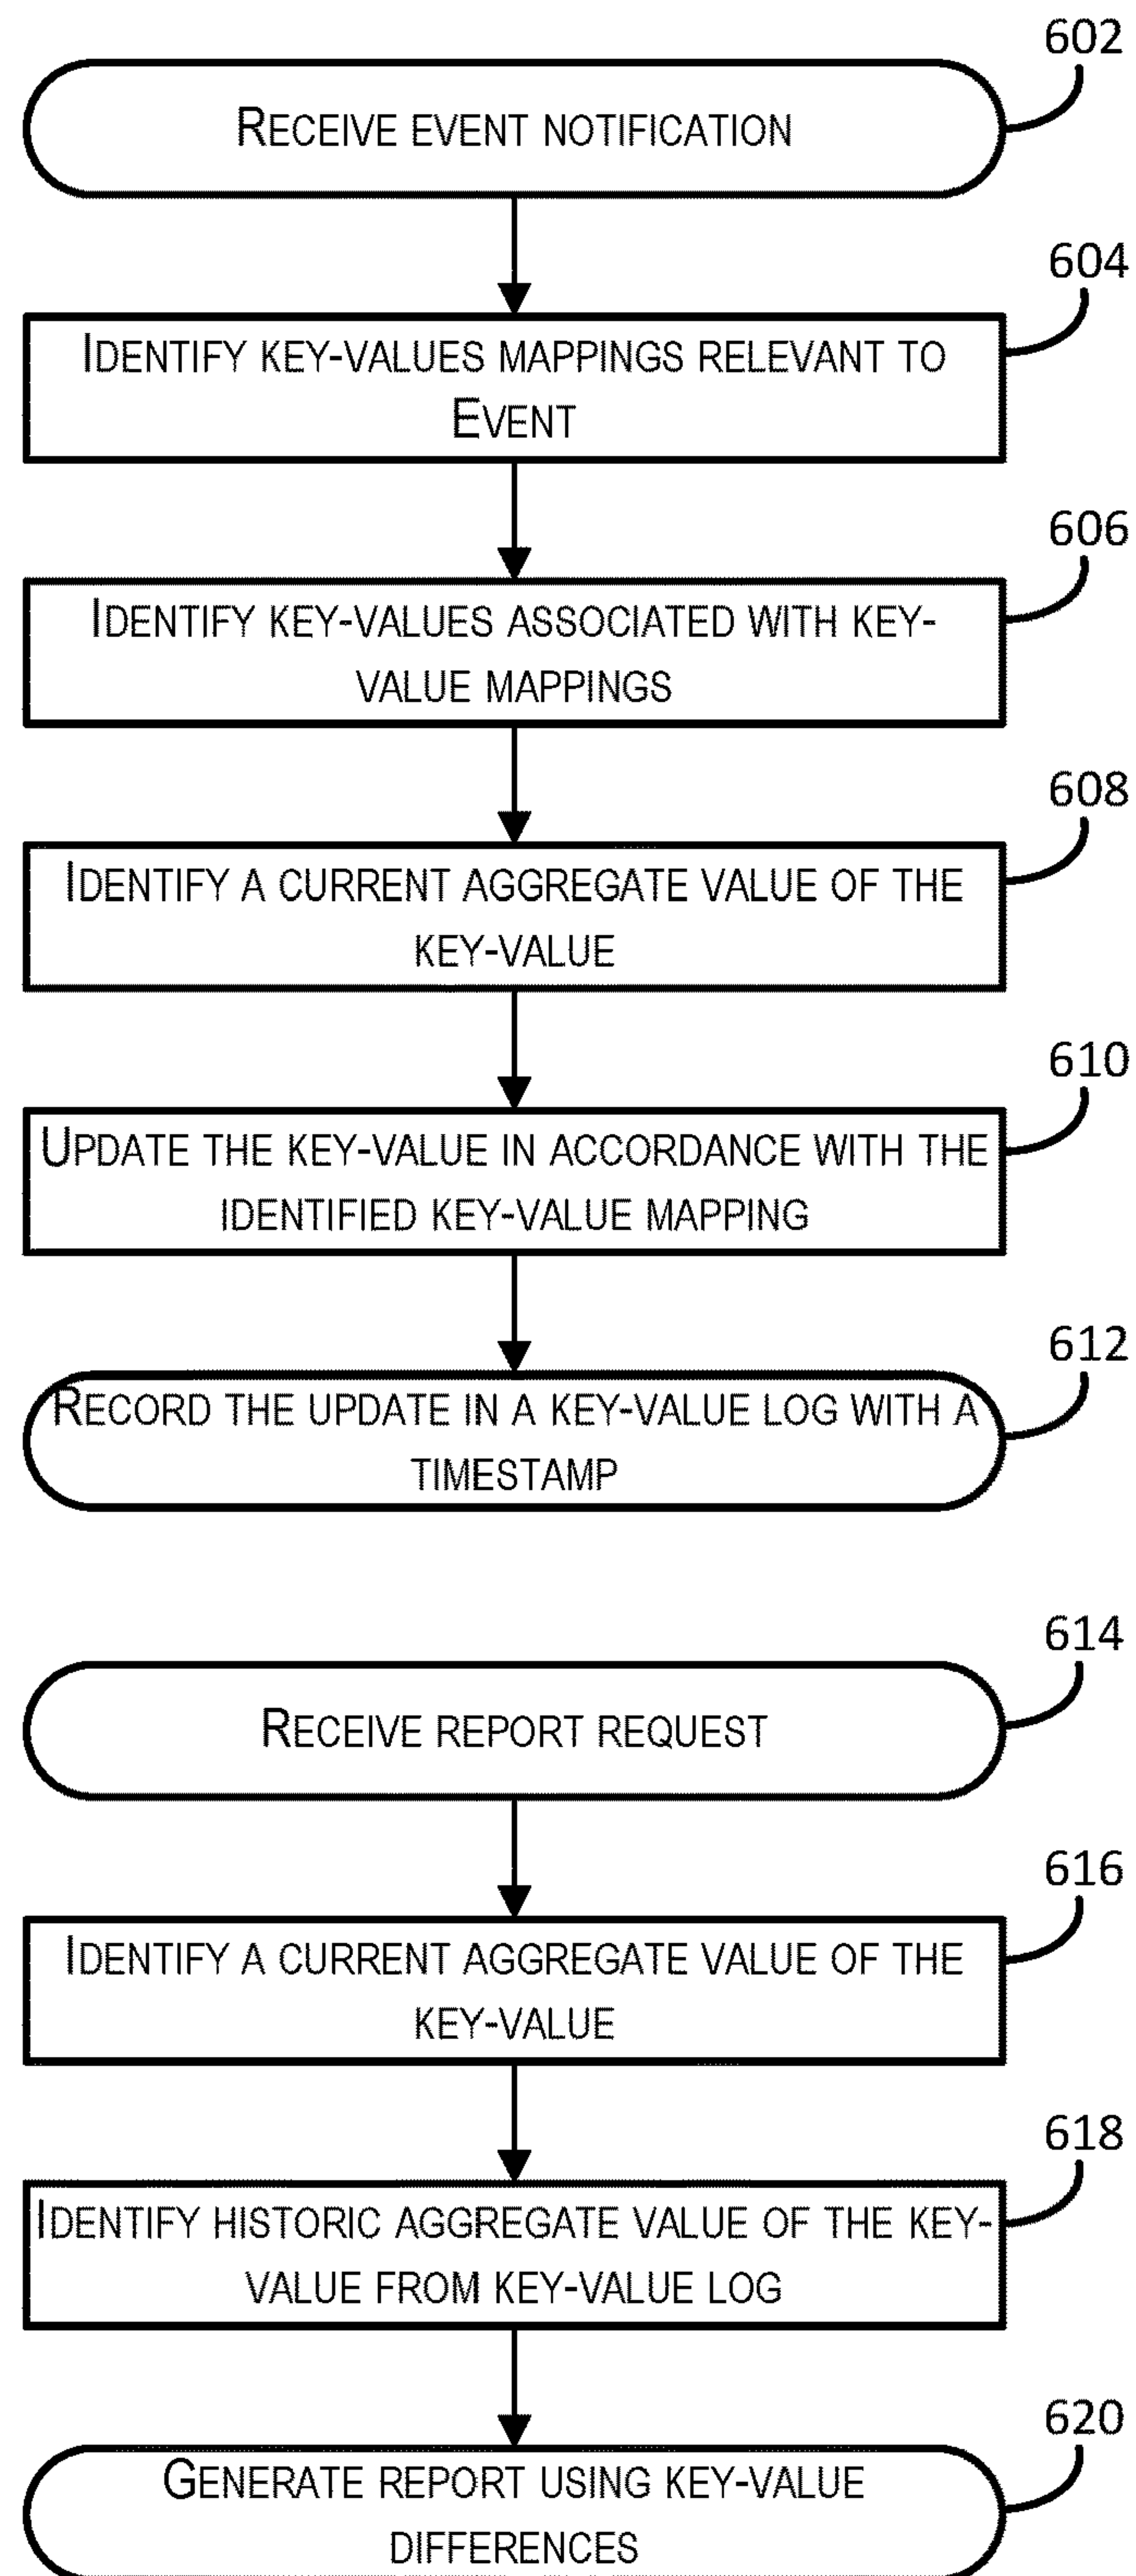 602
RECEIVE EVENT NOTIFICATION
604
IDENTIFY KEY-VALUES MAPPINGS RELEVANT TO
EVENT
606
IDENTIFY KEY-VALUES ASSOCIATED WITH KEY-
VALUE MAPPINGS
608
IDENTIFY A CURRENT AGGREGATE VALUE OF THE
KEY-VALUE
610
UPDATE THE KEY-VALUE IN ACCORDANCE WITH THE
IDENTIFIED KEY-VALUE MAPPING
612
RECORD THE UPDATE IN A KEY-VALUE LOG WITH A
TIMESTAMP
614
RECEIVE REPORT REQUEST
616
IDENTIFY A CURRENT AGGREGATE VALUE OF THE
KEY-VALUE
618
IDENTIFY HISTORIC AGGREGATE VALUE OF THE KEY-
VALUE FROM KEY-VALUE LOG
620
GENERATE REPORT USING KEY-VALUE
DIFFERENCES